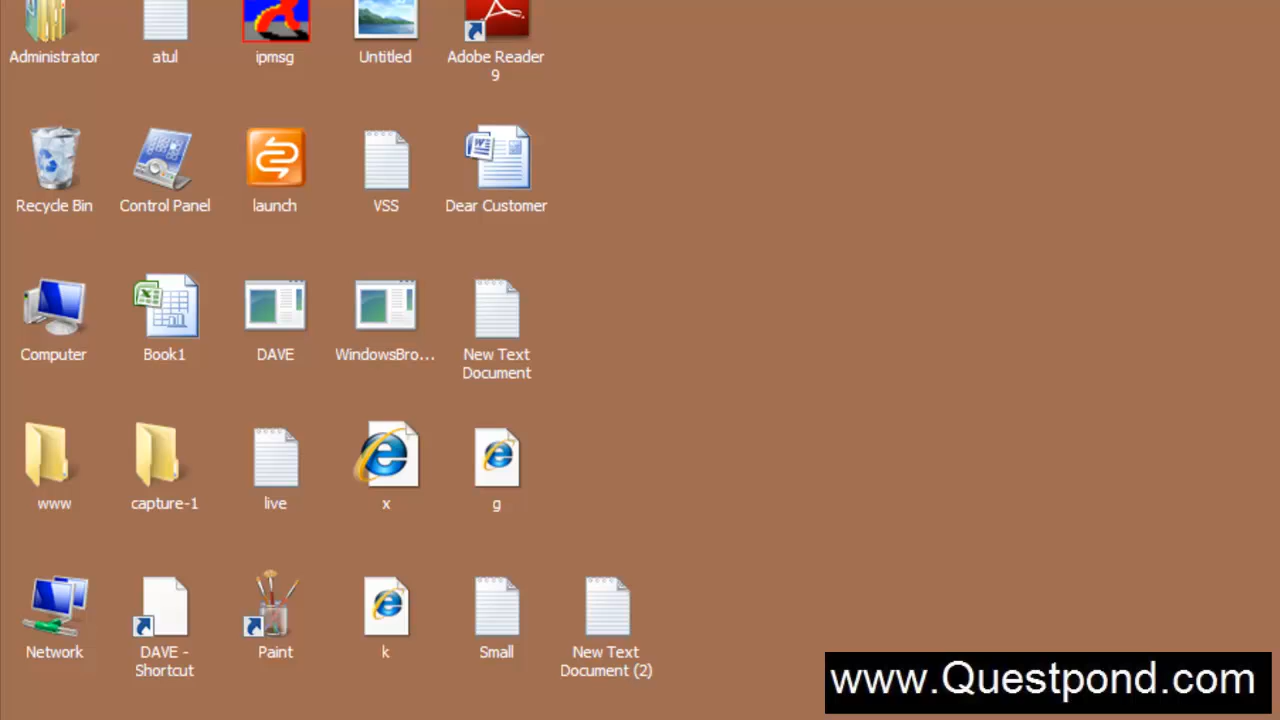 Administrator
atul
ipmsg
Untitled
Adobe Reader
9
Recycle Bin
Control Panel
launch
VSS
Dear Customer
Computer
Book1
DAVE
WindowsBro...
New Text
Document
www
capture-1
live
x
g
Network
DAVE -
Shortcut
Paint
k
Small
New Text
Document (2)
www.Questpond.com